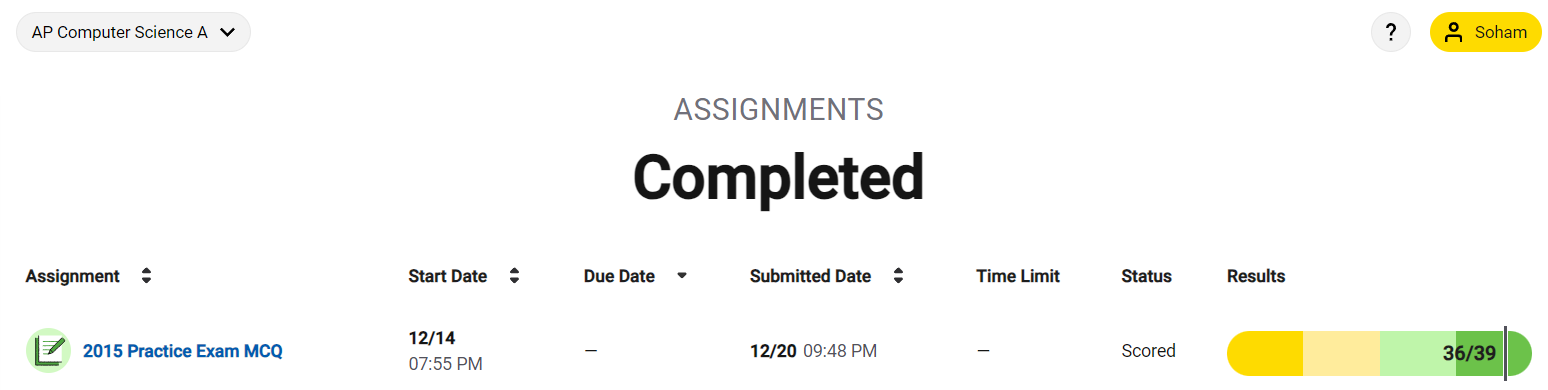 AP Computer Science A
? Soham
ASSIGNMENTS
Completed
Assignment Start Date Due Date Submitted Date Time Limit Status Results
2015 Practice Exam MCQ 12/14 07:55 PM — 12/20 09:48 PM — Scored 36/39